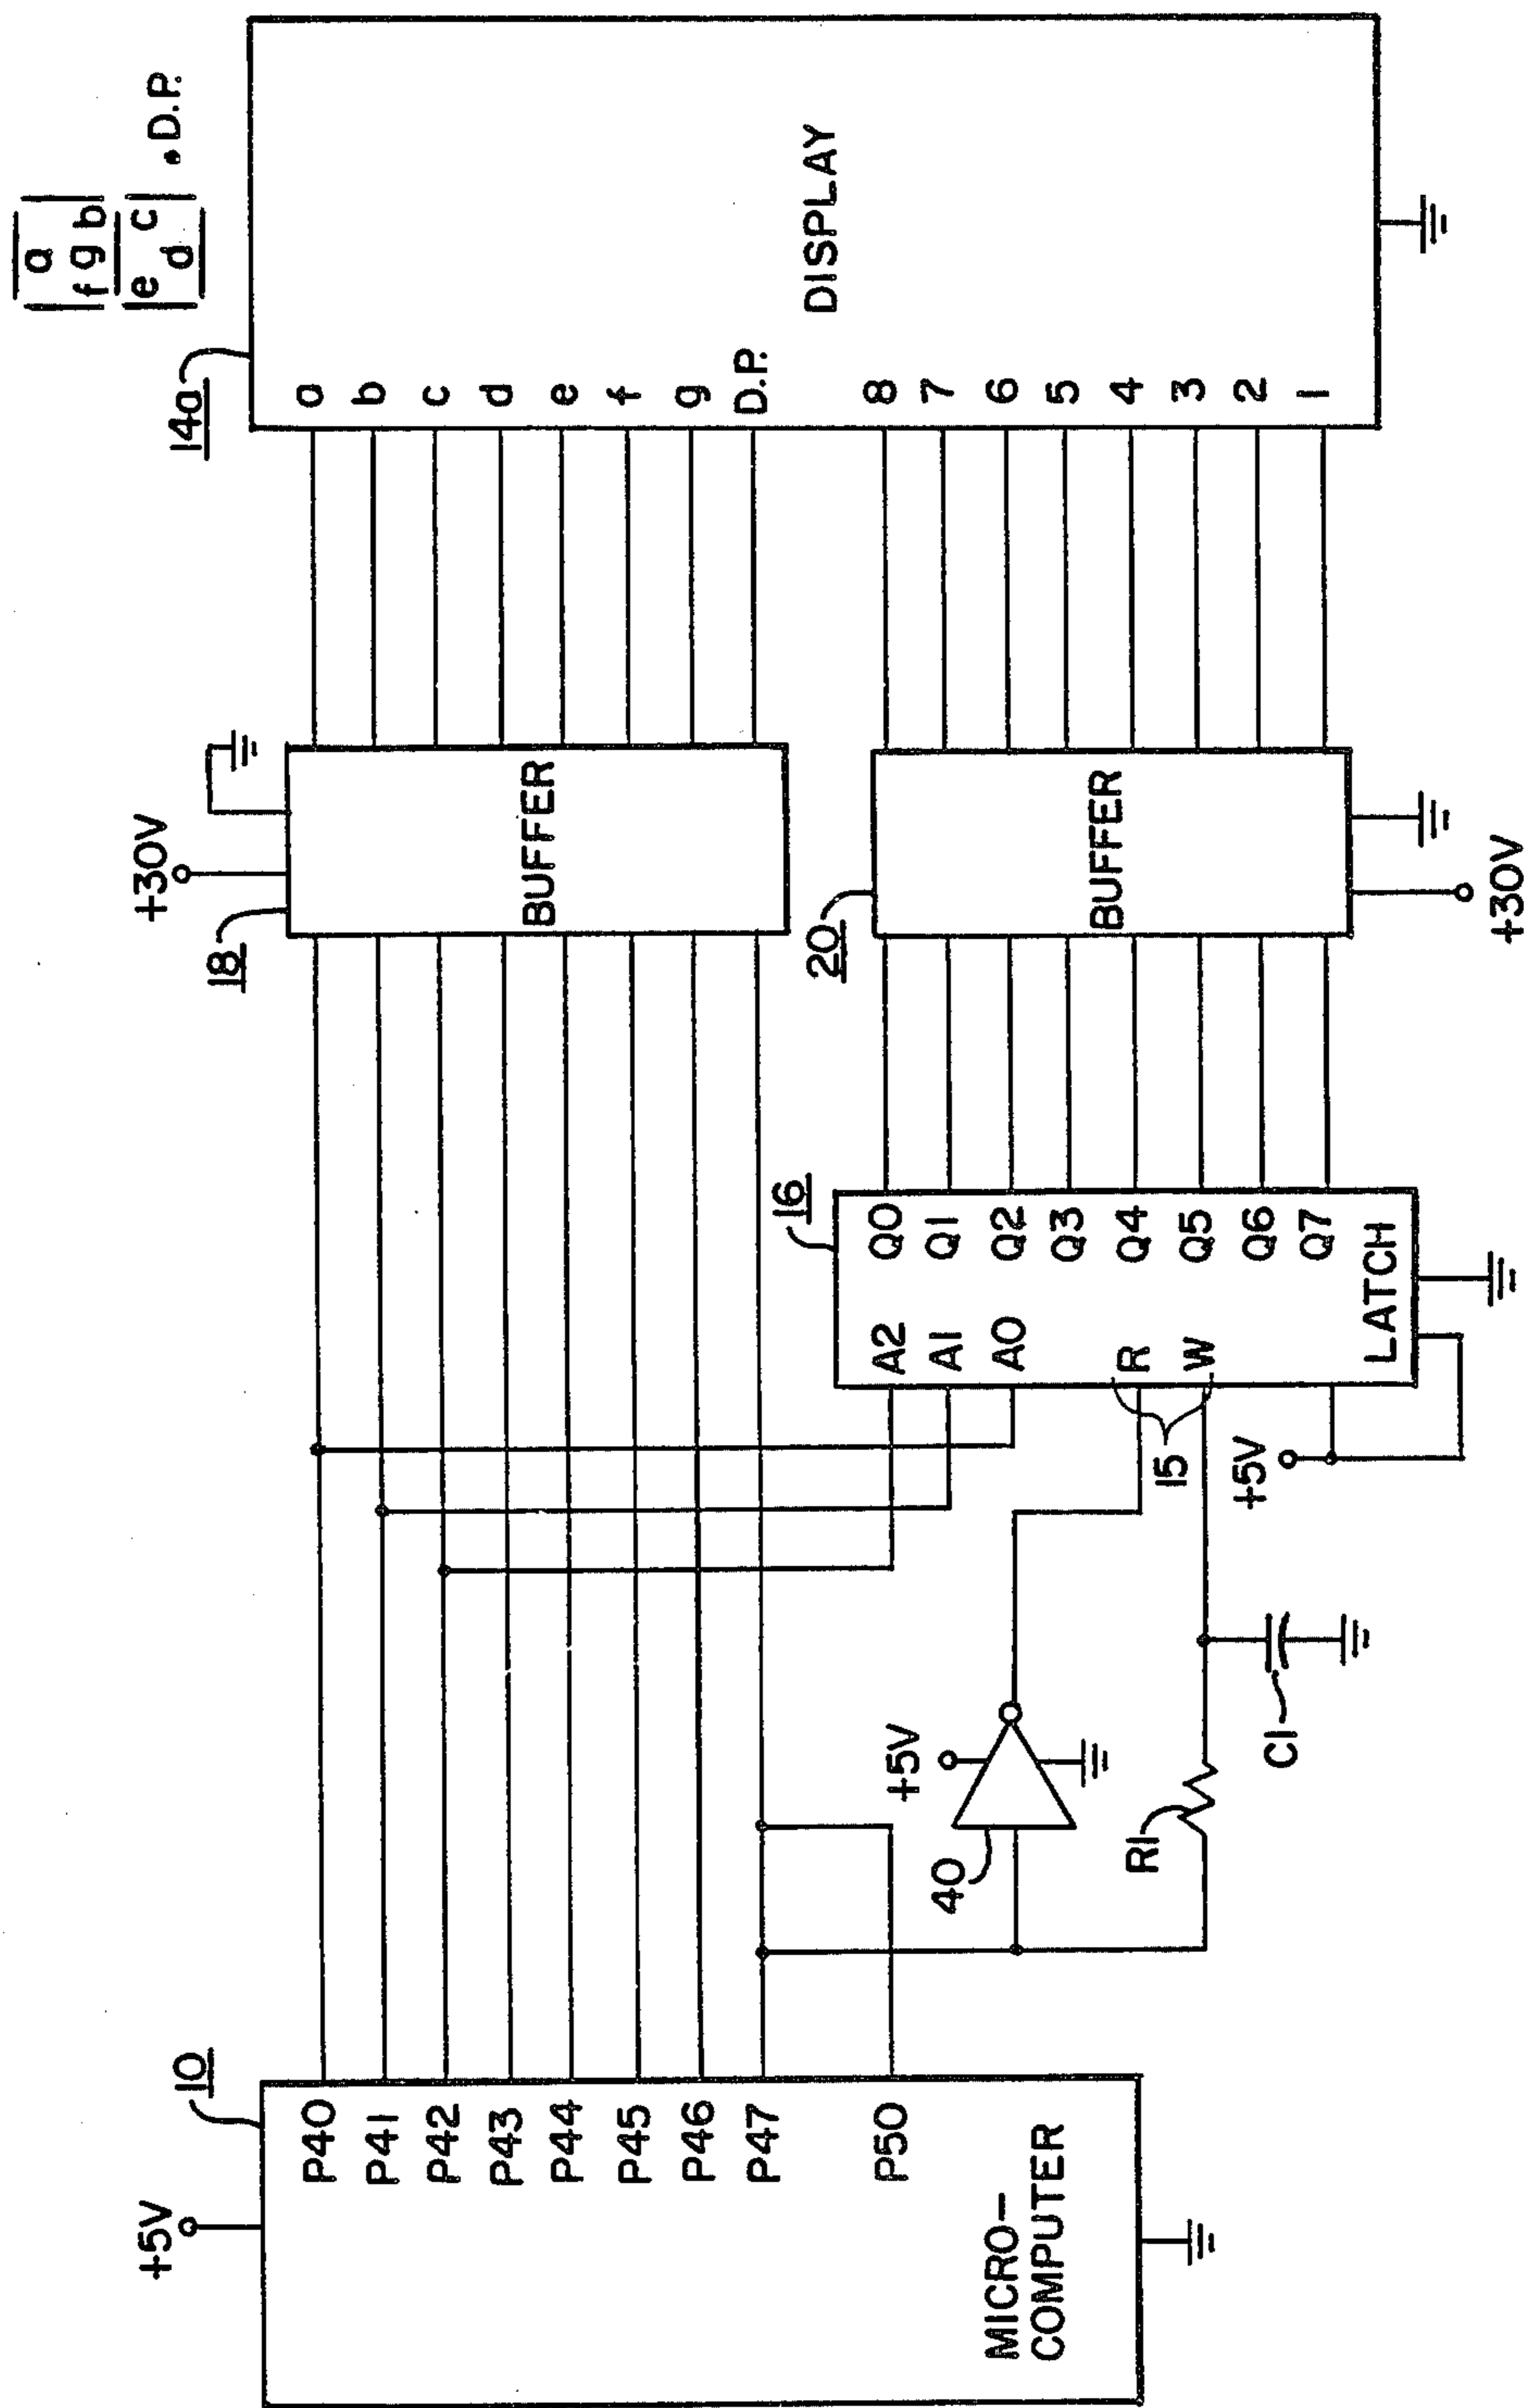 +5V
10
P40
P41
P42
P43
P44
P45
P46
P47
P50
MICRO-
COMPUTER
40
+5V
R1
C1
+5V
15
16
A2
A1
A0
R
W
Q0
Q1
Q2
Q3
Q4
Q5
Q6
Q7
LATCH
18
+30V
BUFFER
20
BUFFER
+30V
14a
a
b
c
d
e
f
g
D.P.
8
7
6
5
4
3
2
1
DISPLAY
a
f g b
e c
d
D.P.